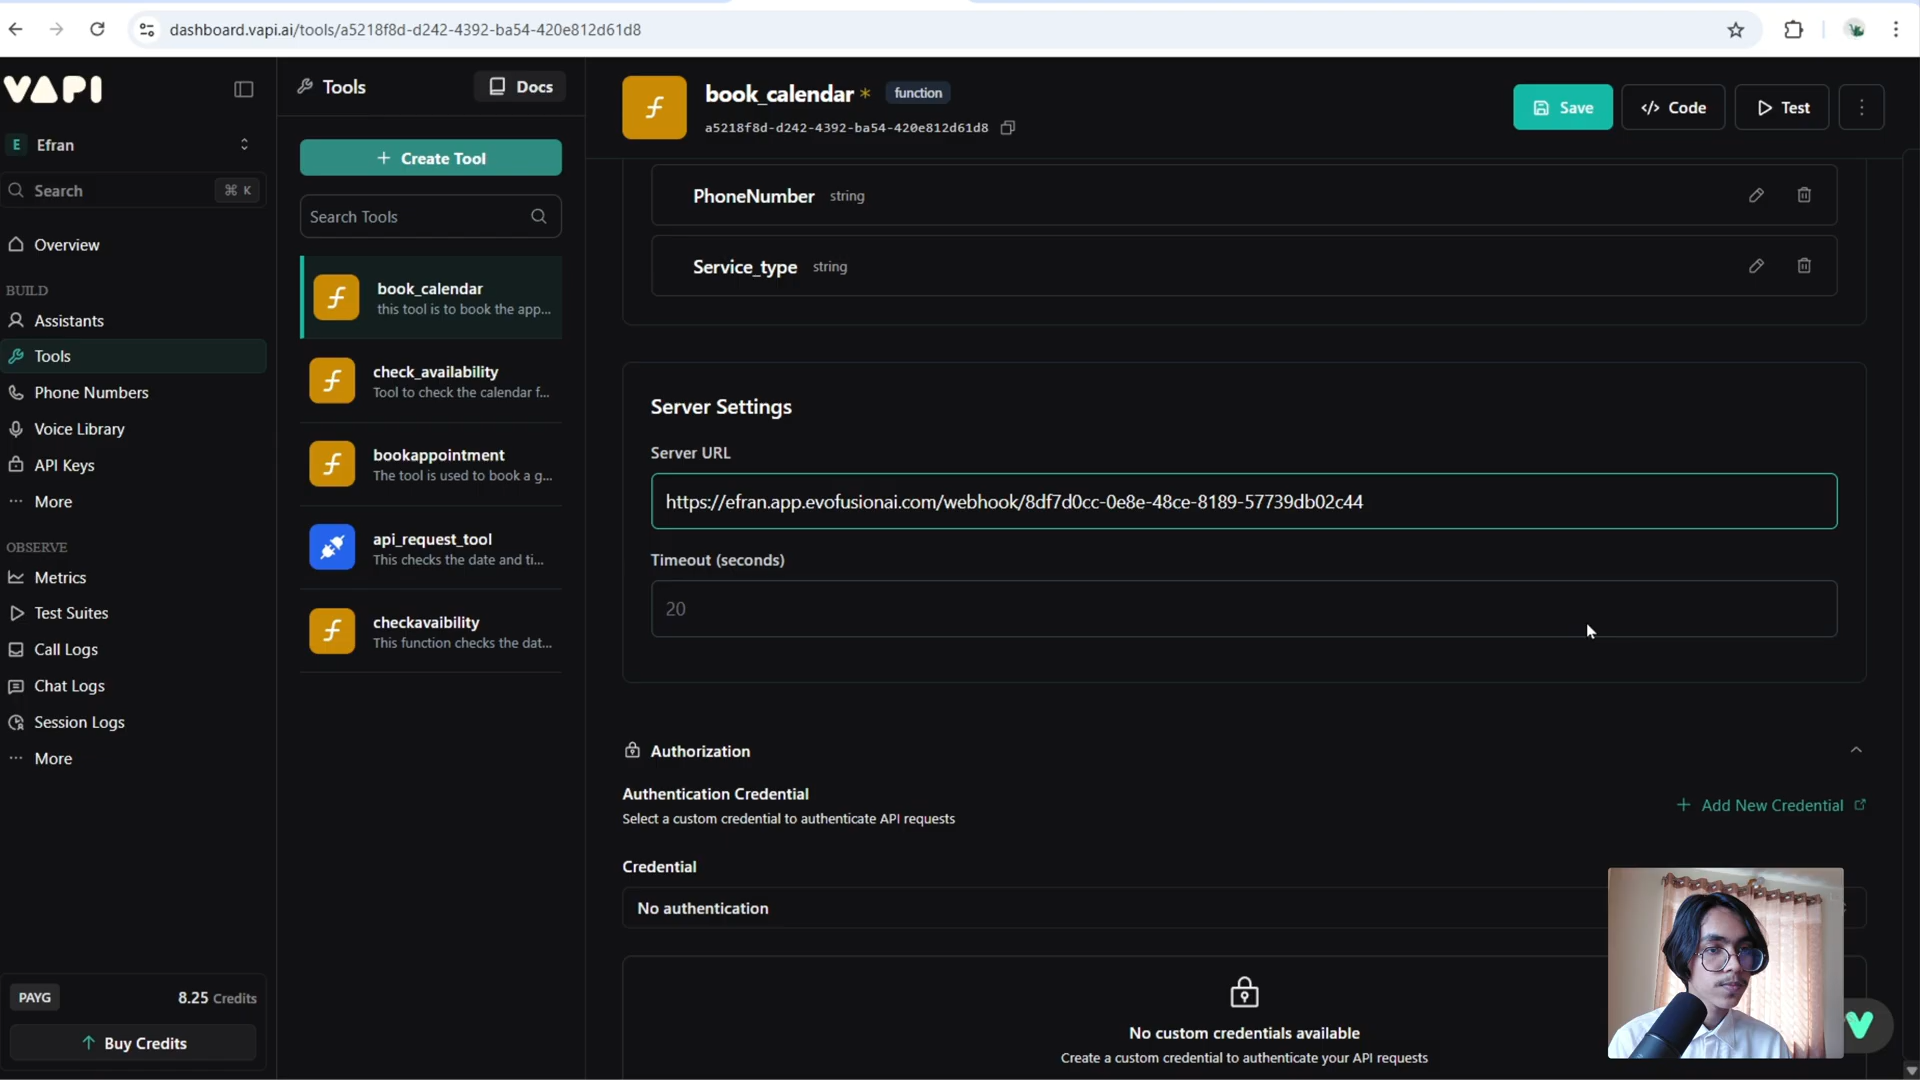 dashboard.vapi.ai/tools/a5218f8d-d242-4392-ba54-420e812d61d8
VAPI
E Efran
Search ⌘ K
Overview
BUILD
Assistants
Tools
Phone Numbers
Voice Library
API Keys
More
OBSERVE
Metrics
Test Suites
Call Logs
Chat Logs
Session Logs
More
PAYG 8.25 Credits
Buy Credits
Tools Docs
+ Create Tool
Search Tools
book_calendar
this tool is to book the app...
check_availability
Tool to check the calendar f...
bookappointment
The tool is used to book a g...
api_request_tool
This checks the date and ti...
checkavaibility
This function checks the dat...
book_calendar * function
a5218f8d-d242-4392-ba54-420e812d61d8
Save </> Code Test
PhoneNumber string
Service_type string
Server Settings
Server URL
https://efran.app.evofusionai.com/webhook/8df7d0cc-0e8e-48ce-8189-57739db02c44
Timeout (seconds)
20
Authorization
Authentication Credential
Select a custom credential to authenticate API requests
+ Add New Credential
Credential
No authentication
No custom credentials available
Create a custom credential to authenticate your API requests